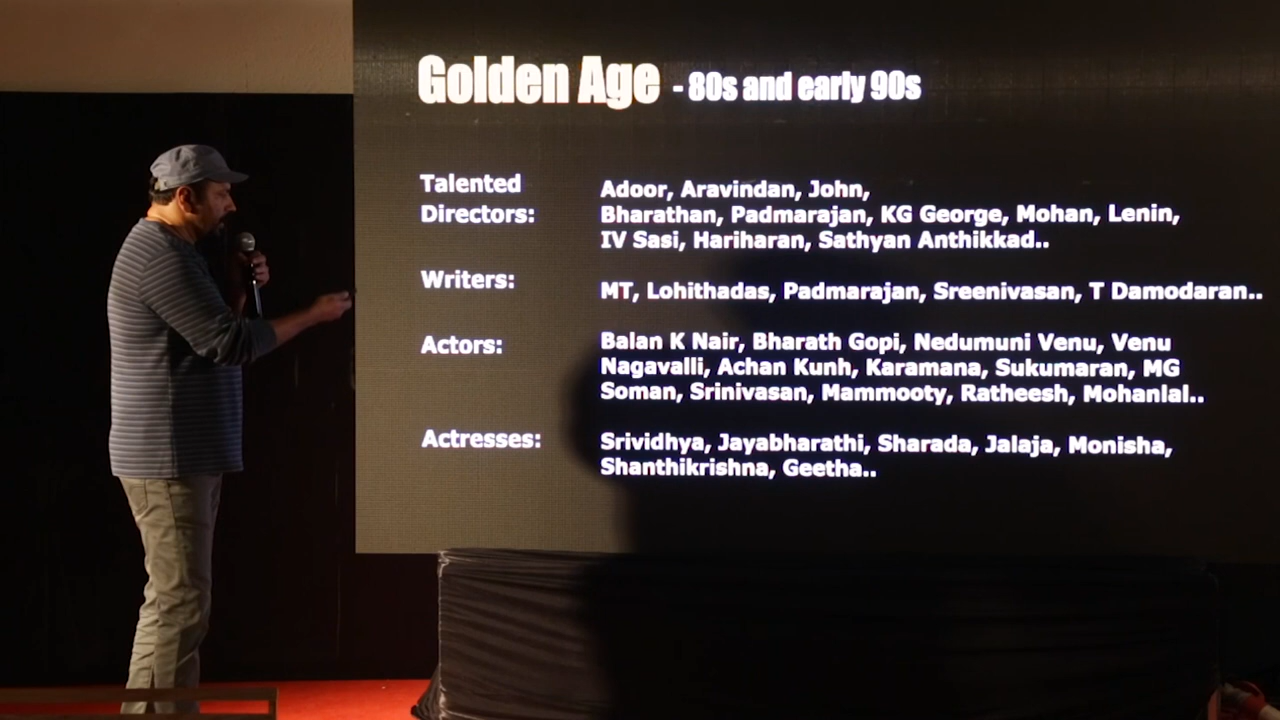 Golden Age - 80s and early 90s
Talented
Directors:
Adoor, Aravindan, John,
Bharathan, Padmarajan, KG George, Mohan, Lenin,
IV Sasi, Hariharan, Sathyan Anthikkad..
Writers:
MT, Lohithadas, Padmarajan, Sreenivasan, T Damodaran..
Actors:
Balan K Nair, Bharath Gopi, Nedumuni Venu, Venu
Nagavalli, Achan Kunh, Karamana, Sukumaran, MG
Soman, Srinivasan, Mammooty, Ratheesh, Mohanlal..
Actresses:
Srividhya, Jayabharathi, Sharada, Jalaja, Monisha,
Shanthikrishna, Geetha..